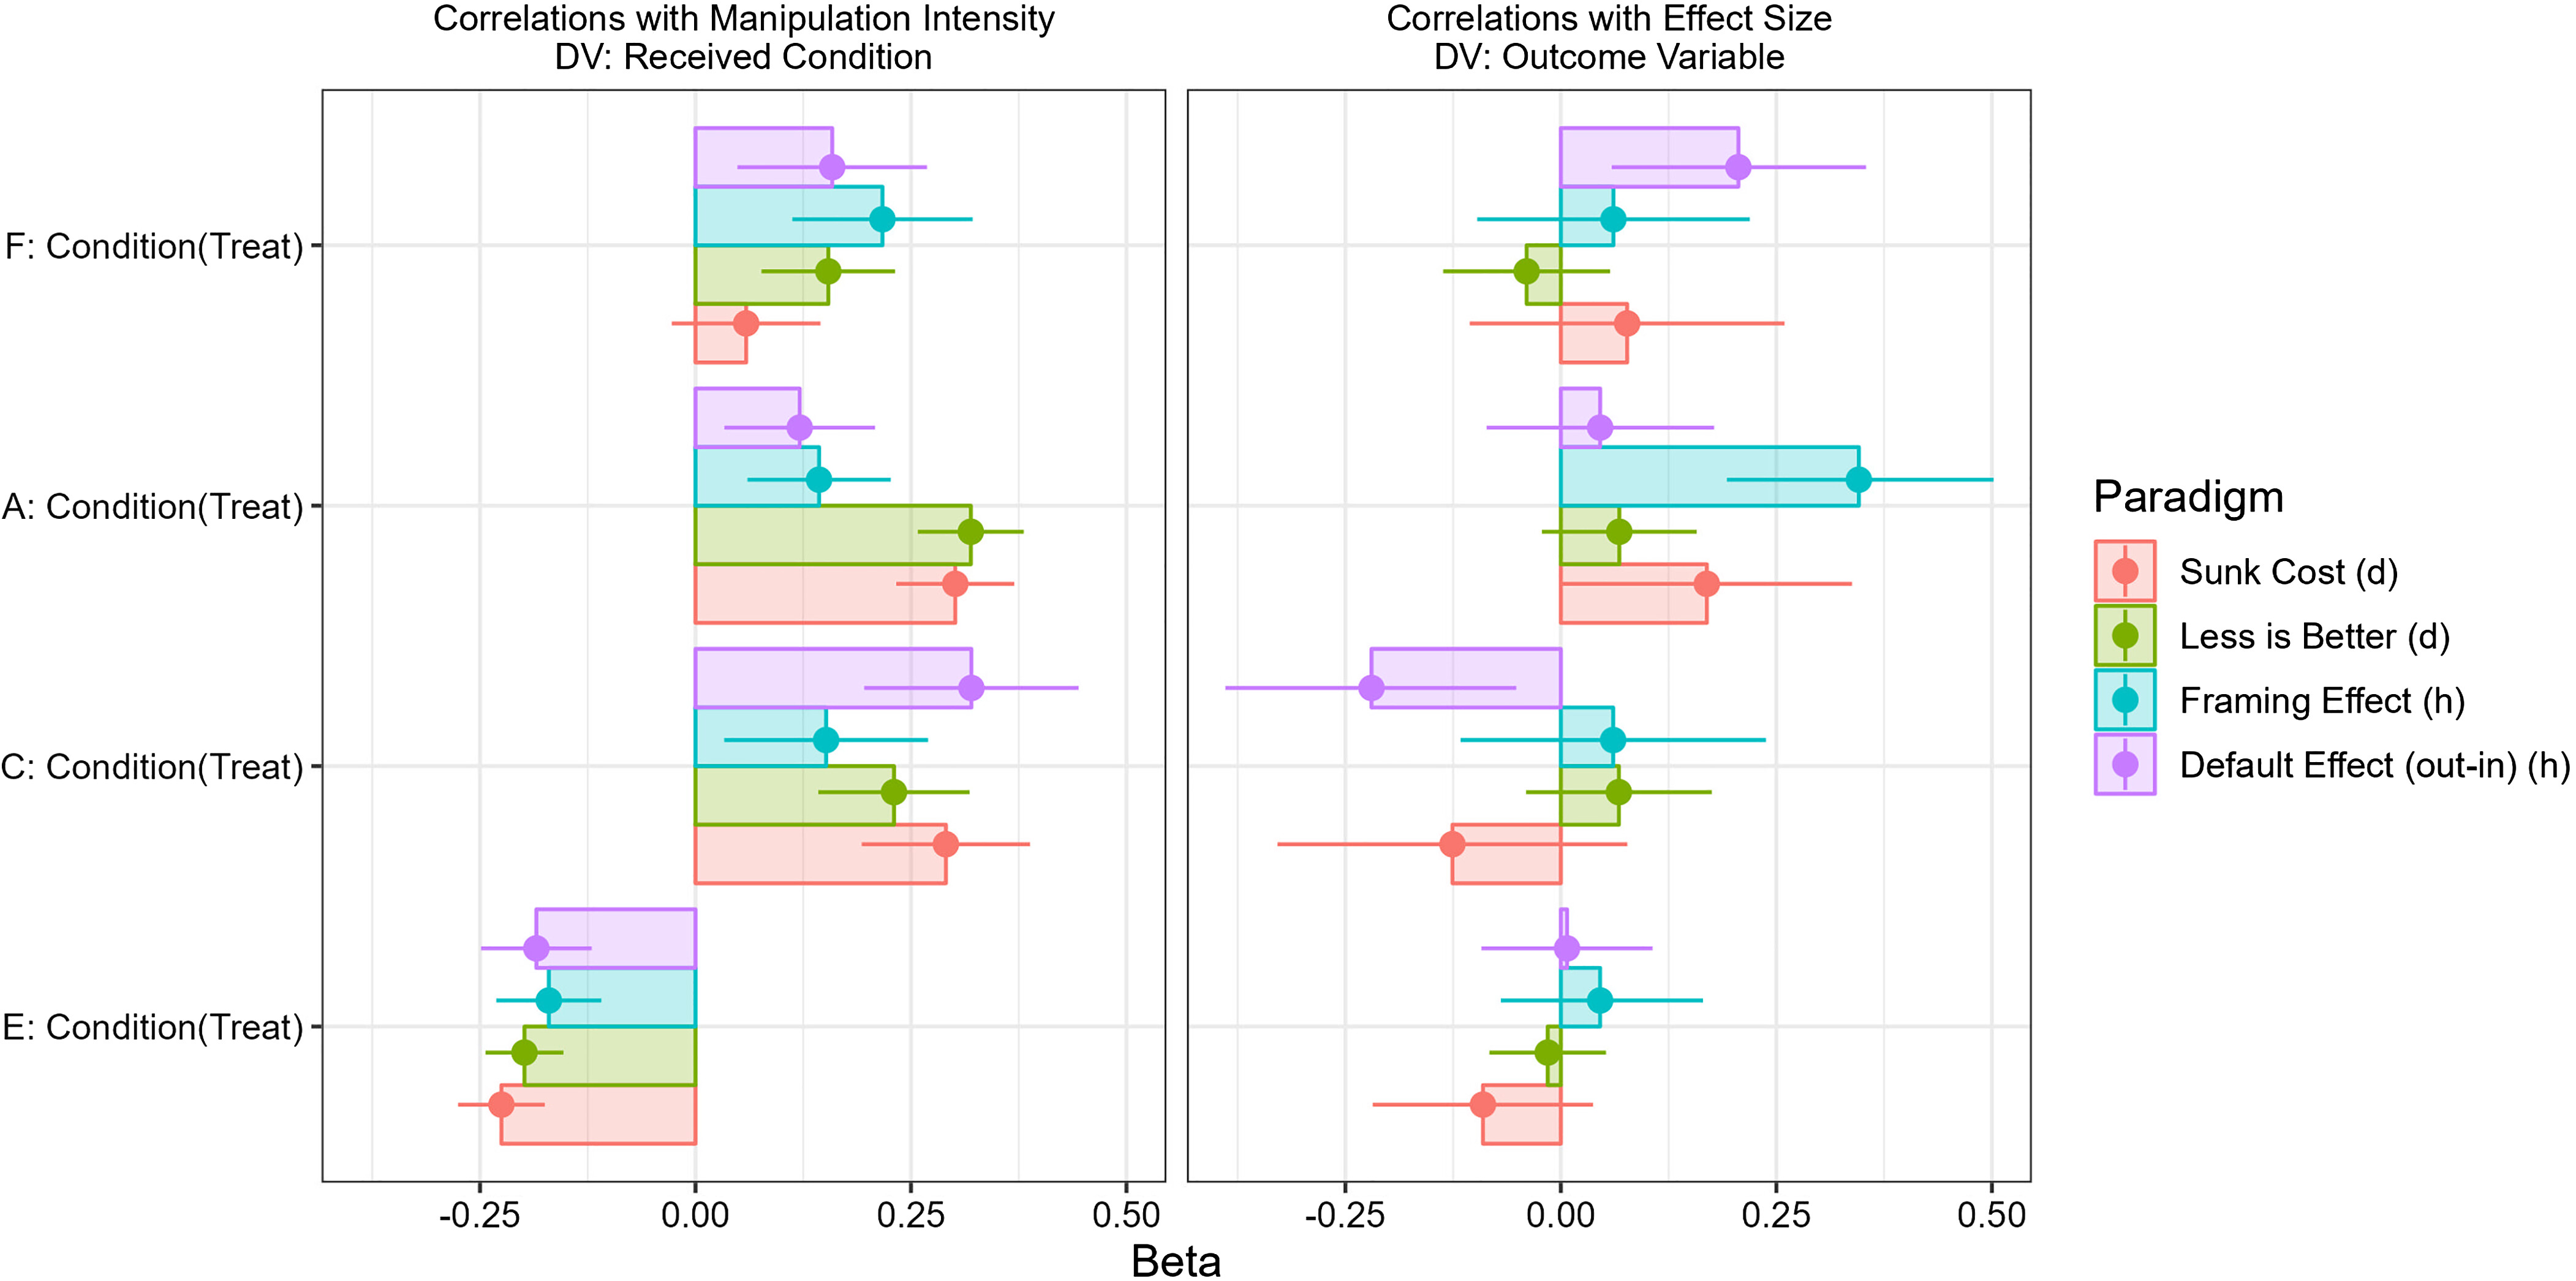 Correlations with Manipulation Intensity
DV: Received Condition
Correlations with Effect Size
DV: Outcome Variable
F: Condition(Treat)
A: Condition(Treat)
C: Condition(Treat)
E: Condition(Treat)
-0.25 0.00 0.25 0.50
-0.25 0.00 0.25 0.50
Beta
Paradigm
Sunk Cost (d)
Less is Better (d)
Framing Effect (h)
Default Effect (out-in) (h)